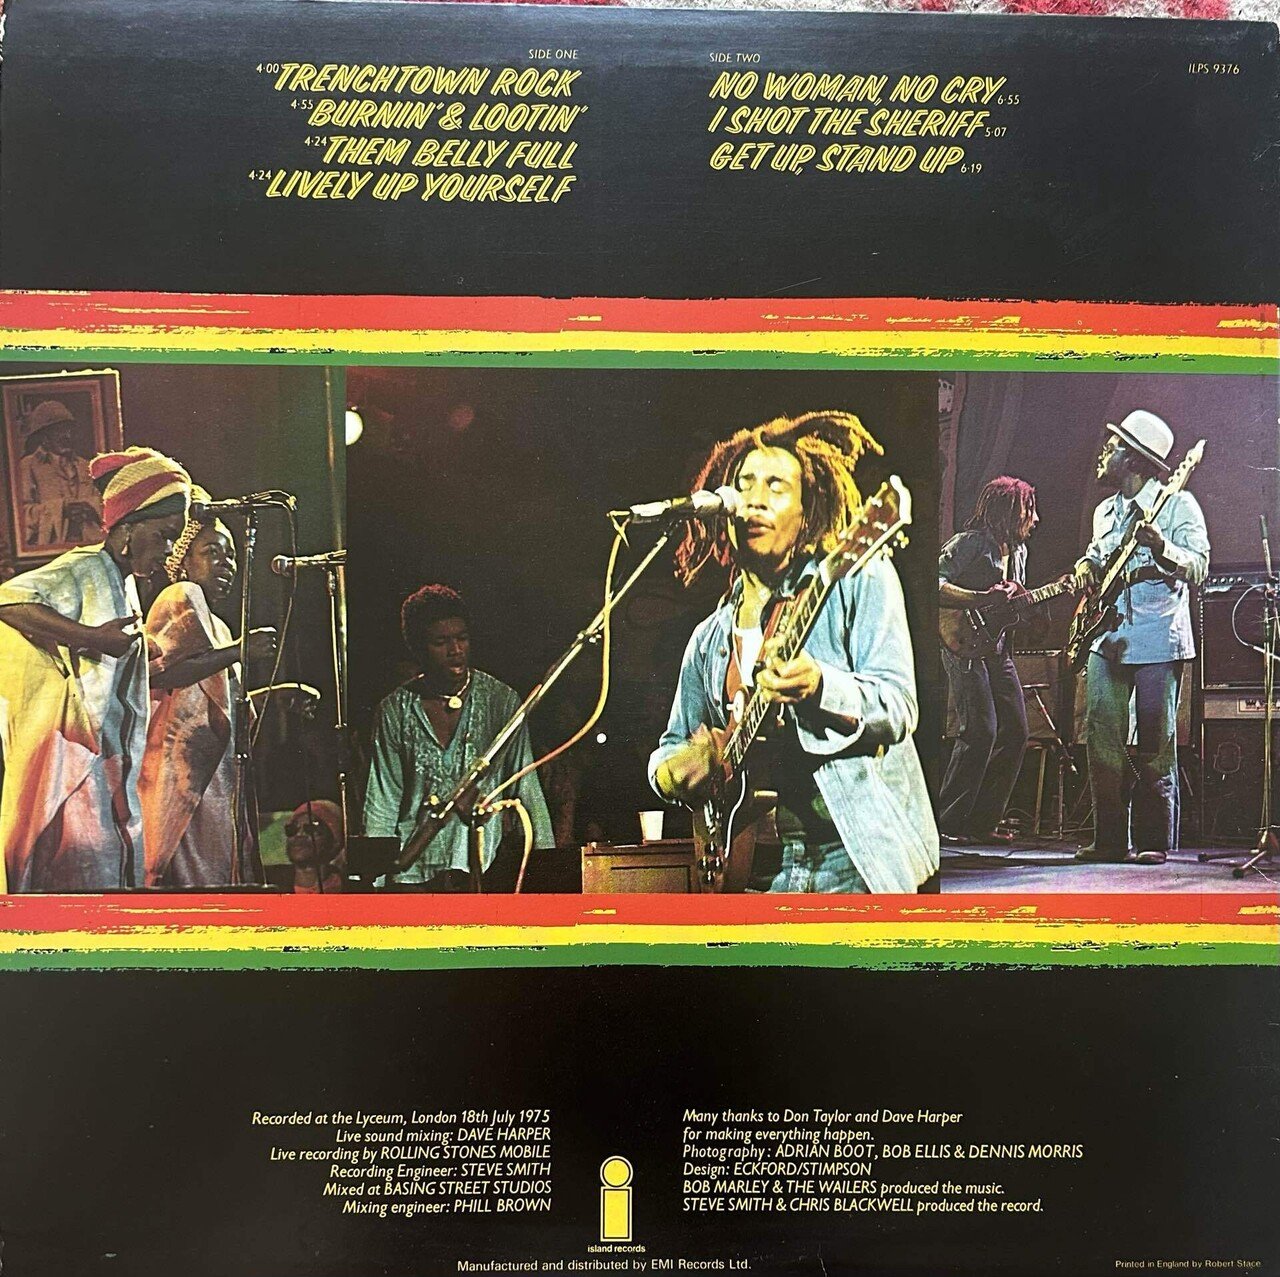 SIDE ONE
4·00 TRENCHTOWN ROCK
4·55 BURNIN' & LOOTIN'
4·24 THEM BELLY FULL
4·24 LIVELY UP YOURSELF
SIDE TWO
NO WOMAN, NO CRY 6·55
I SHOT THE SHERIFF 5·07
GET UP, STAND UP 6·19
ILPS 9376
Recorded at the Lyceum, London 18th July 1975
Live sound mixing: DAVE HARPER
Live recording by ROLLING STONES MOBILE
Recording Engineer: STEVE SMITH
Mixed at BASING STREET STUDIOS
Mixing engineer: PHILL BROWN
Many thanks to Don Taylor and Dave Harper
for making everything happen.
Photography: ADRIAN BOOT, BOB ELLIS & DENNIS MORRIS
Design: ECKFORD/STIMPSON
BOB MARLEY & THE WAILERS produced the music.
STEVE SMITH & CHRIS BLACKWELL produced the record.
island records
Manufactured and distributed by EMI Records Ltd.
Printed in England by Robert Stace